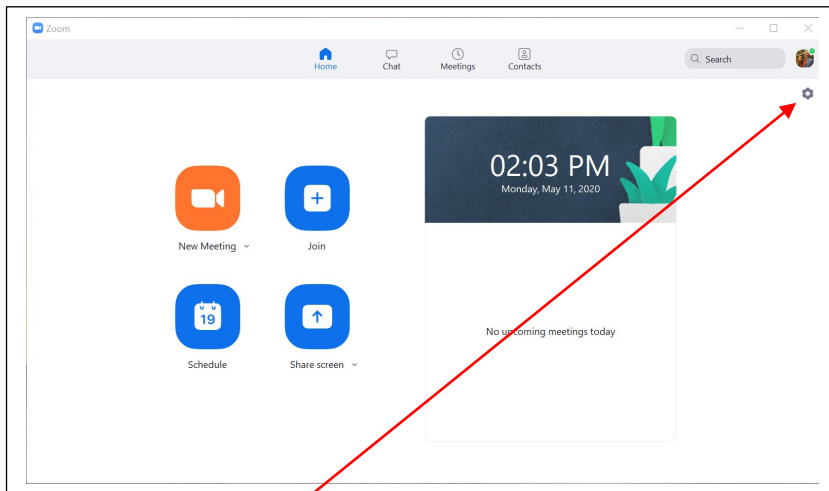 Zoom
Home
Chat
Meetings
Contacts
Search
02:03 PM
Monday, May 11, 2020
New Meeting
Join
19
Schedule
Share screen
No upcoming meetings today